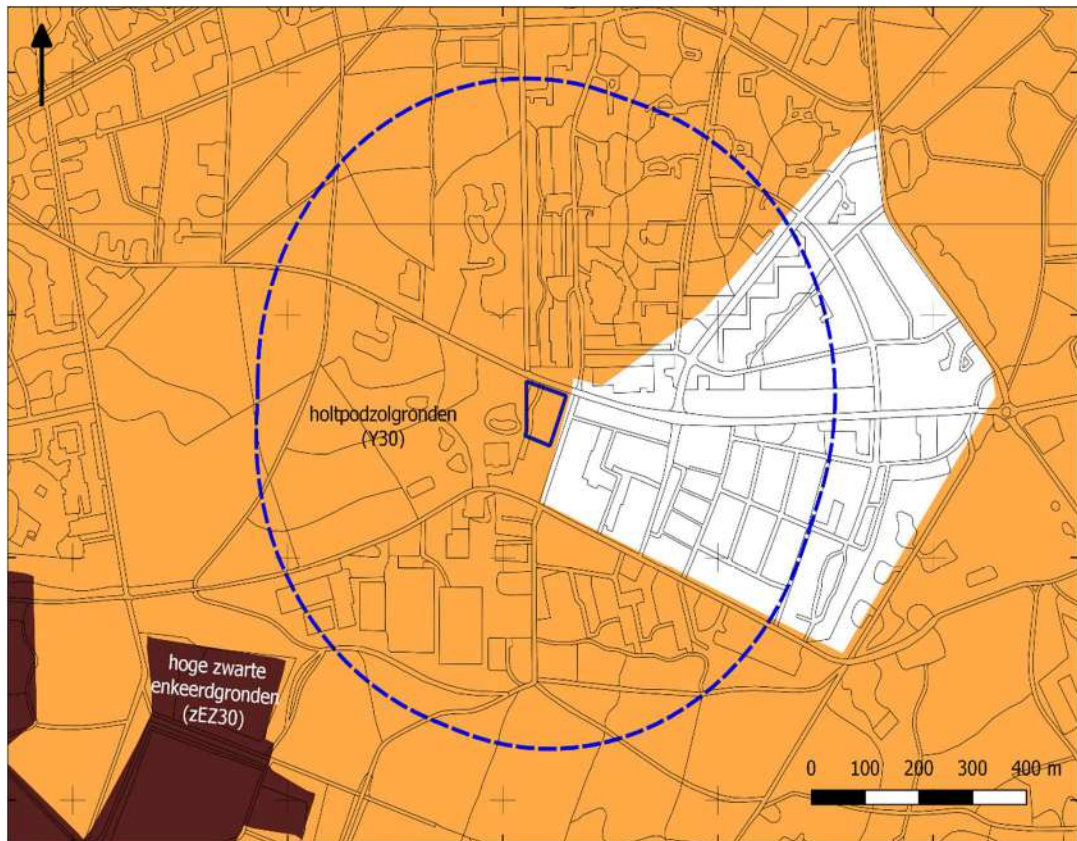 holtpodzolgronden
(Y30)
hoge zwarte
enkeerdgronden
(zEZ30)
0 100 200 300 400 m